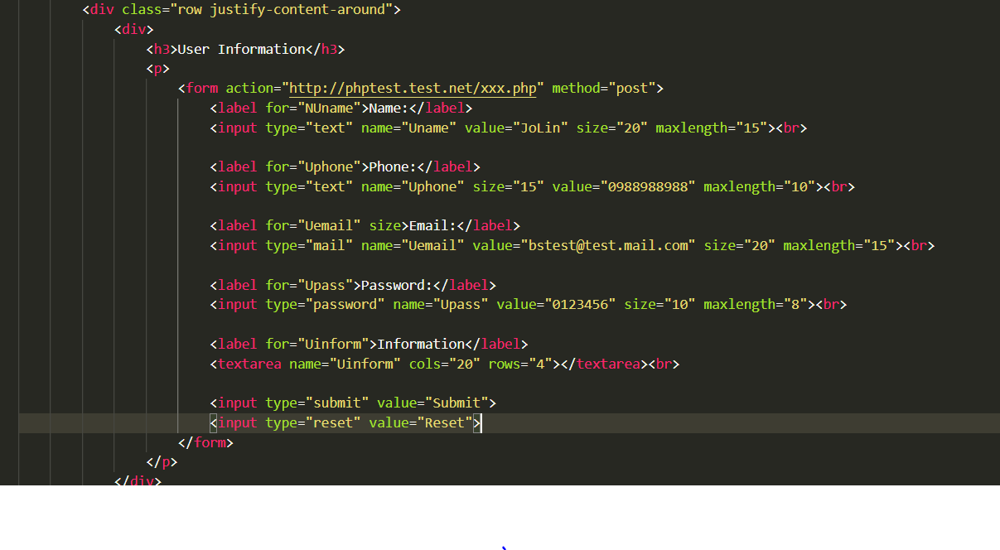 <div class="row justify-content-around">
<div>
<h3>User Information</h3>
<p>
<form action="http://phptest.test.net/xxx.php" method="post">
<label for="NUname">Name:</label>
<input type="text" name="Uname" value="JoLin" size="20" maxlength="15"><br>
<label for="Uphone">Phone:</label>
<input type="text" name="Uphone" size="15" value="0988988988" maxlength="10"><br>
<label for="Uemail" size>Email:</label>
<input type="mail" name="Uemail" value="bstest@test.mail.com" size="20" maxlength="15"><br>
<label for="Upass">Password:</label>
<input type="password" name="Upass" value="0123456" size="10" maxlength="8"><br>
<label for="Uinform">Information</label>
<textarea name="Uinform" cols="20" rows="4"></textarea><br>
<input type="submit" value="Submit">
<input type="reset" value="Reset">
</form>
</p>
</div>